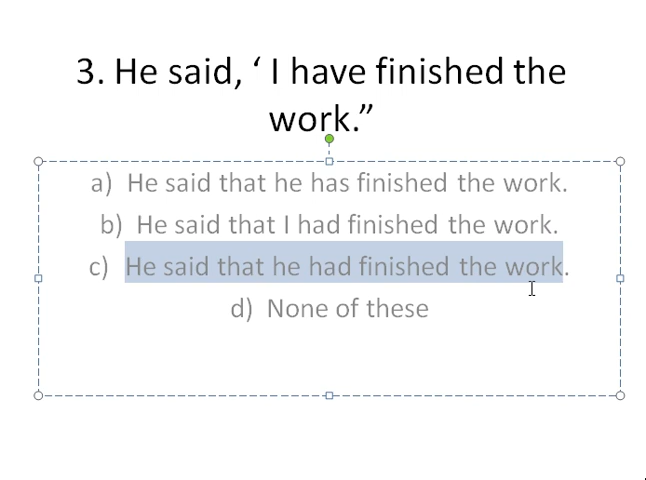 3. He said, ‘ I have finished the
work.”
a) He said that he has finished the work.
b) He said that I had finished the work.
c) He said that he had finished the work.
d) None of these